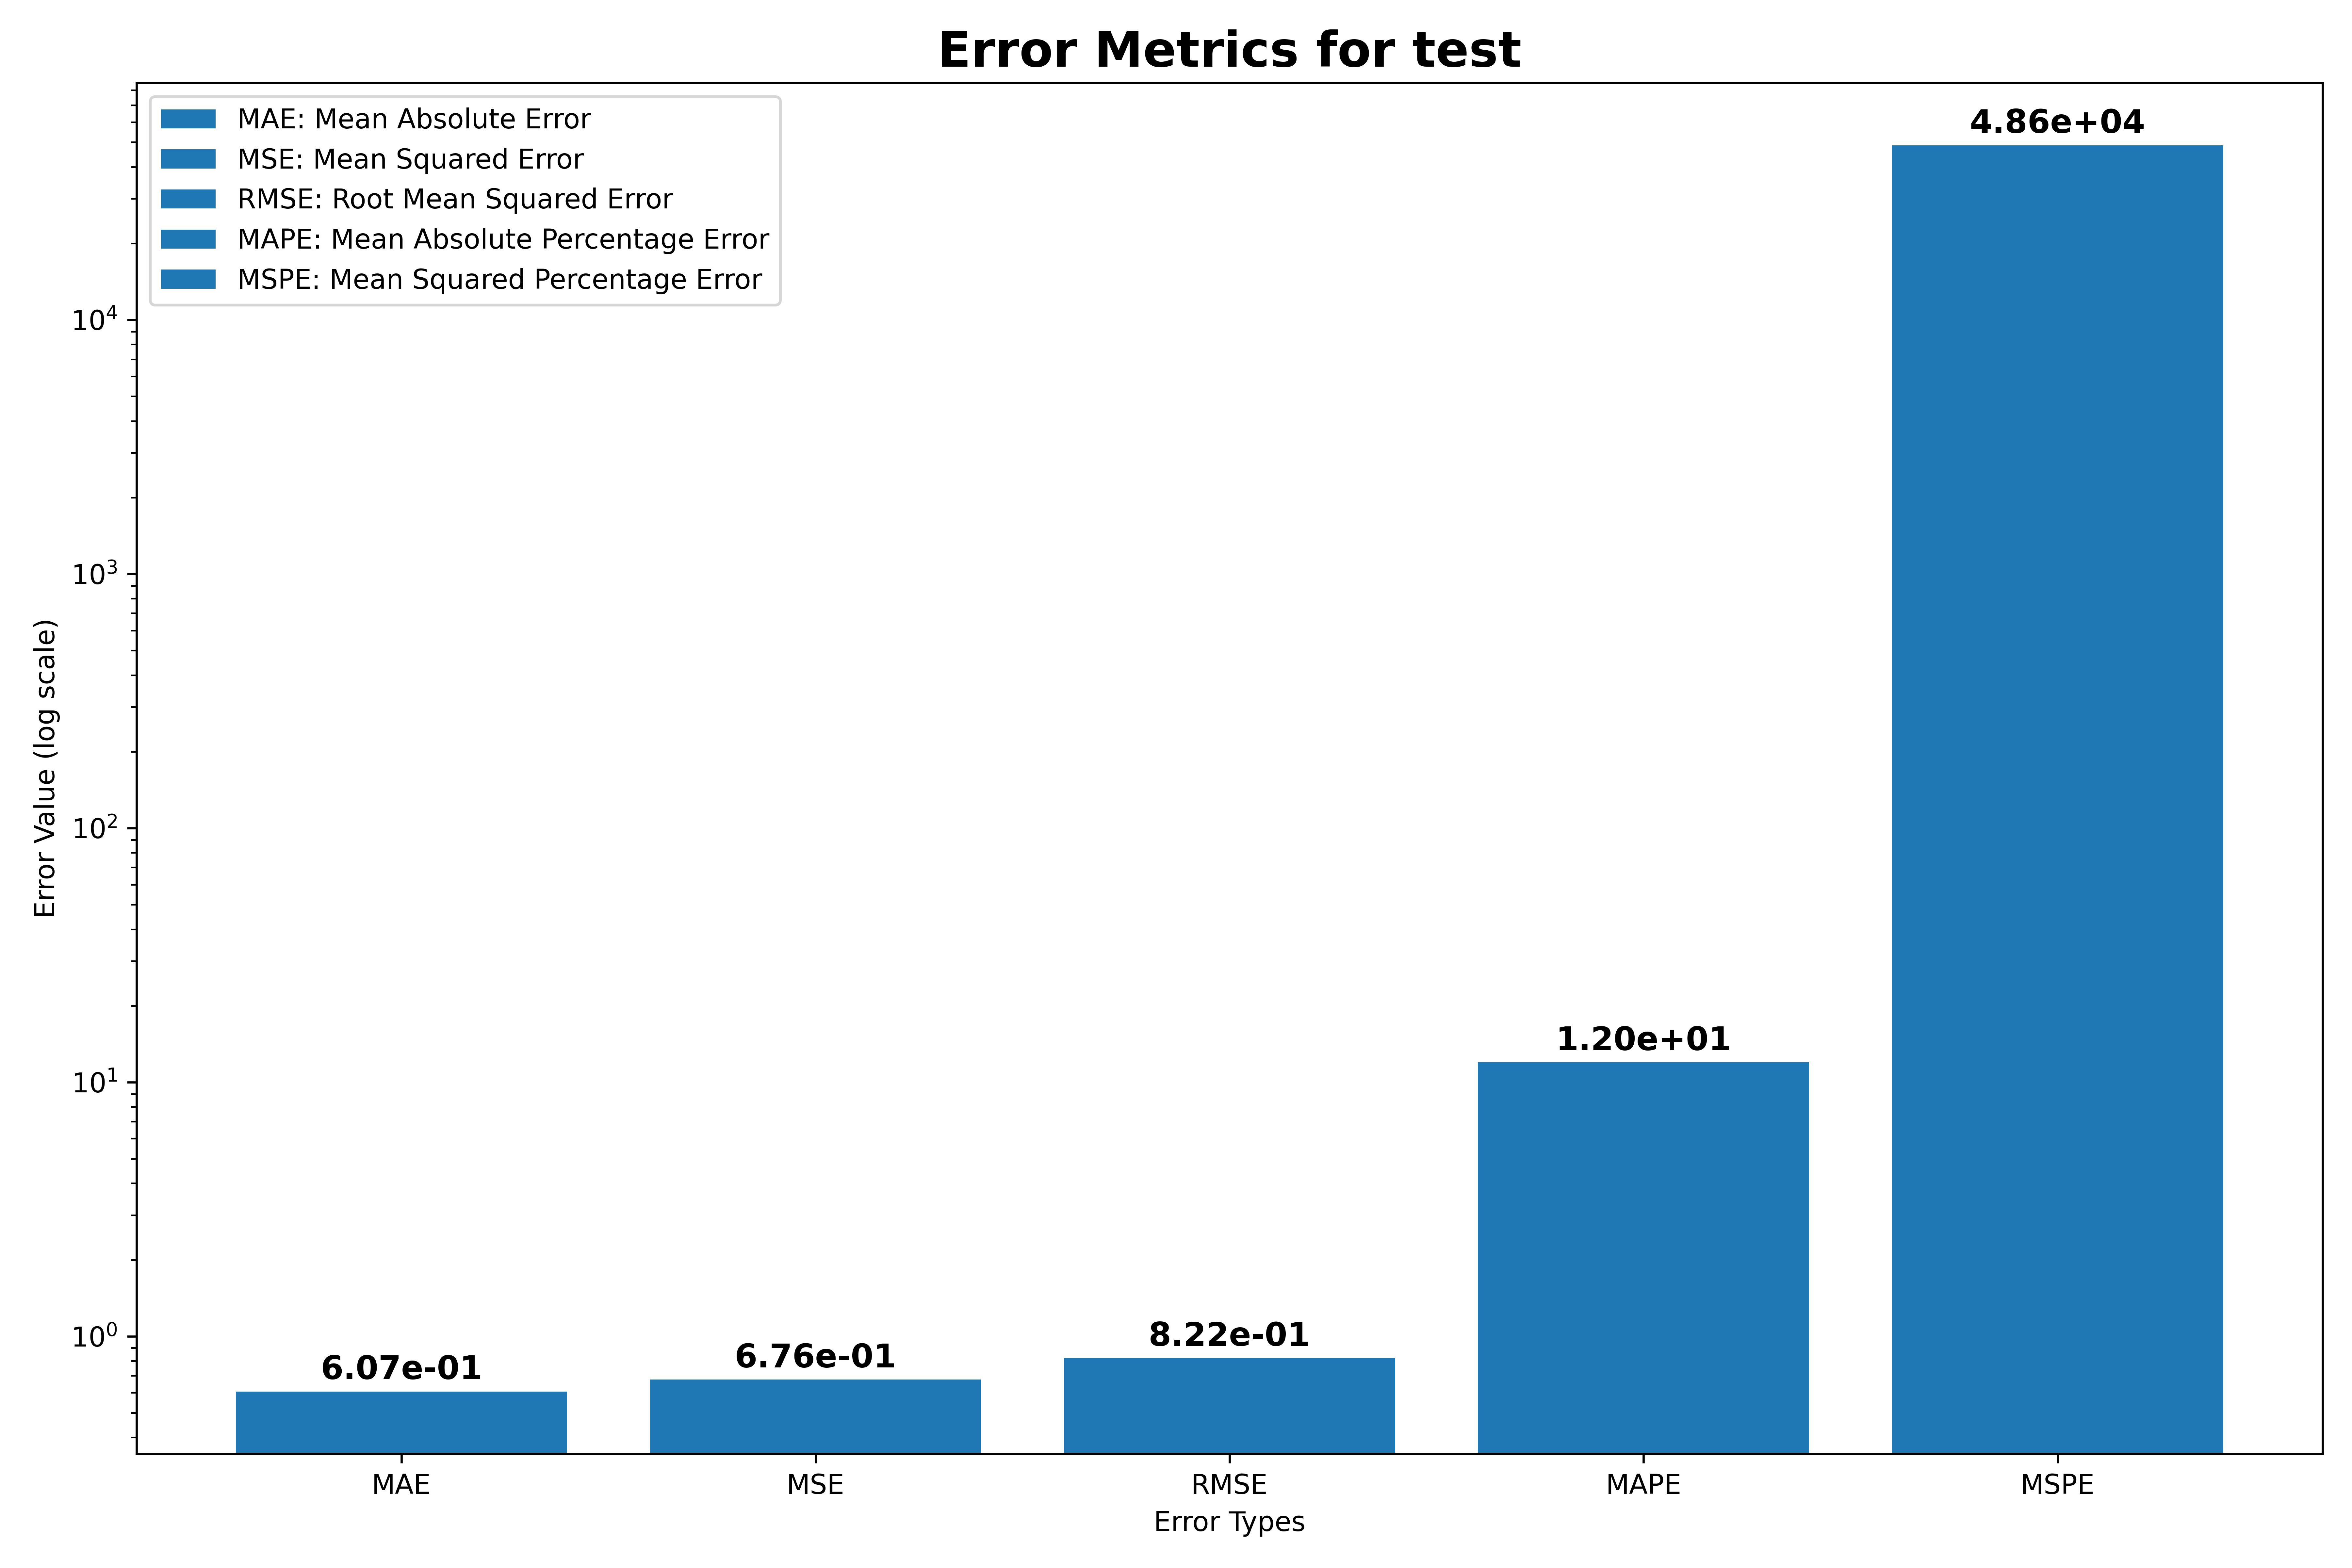 Error Metrics for test
MAE: Mean Absolute Error
MSE: Mean Squared Error
RMSE: Root Mean Squared Error
MAPE: Mean Absolute Percentage Error
MSPE: Mean Squared Percentage Error
4.86e+04
10⁴
10³
Error Value (log scale)
10²
1.20e+01
10¹
10⁰
6.07e-01
6.76e-01
8.22e-01
MAE
MSE
RMSE
MAPE
MSPE
Error Types